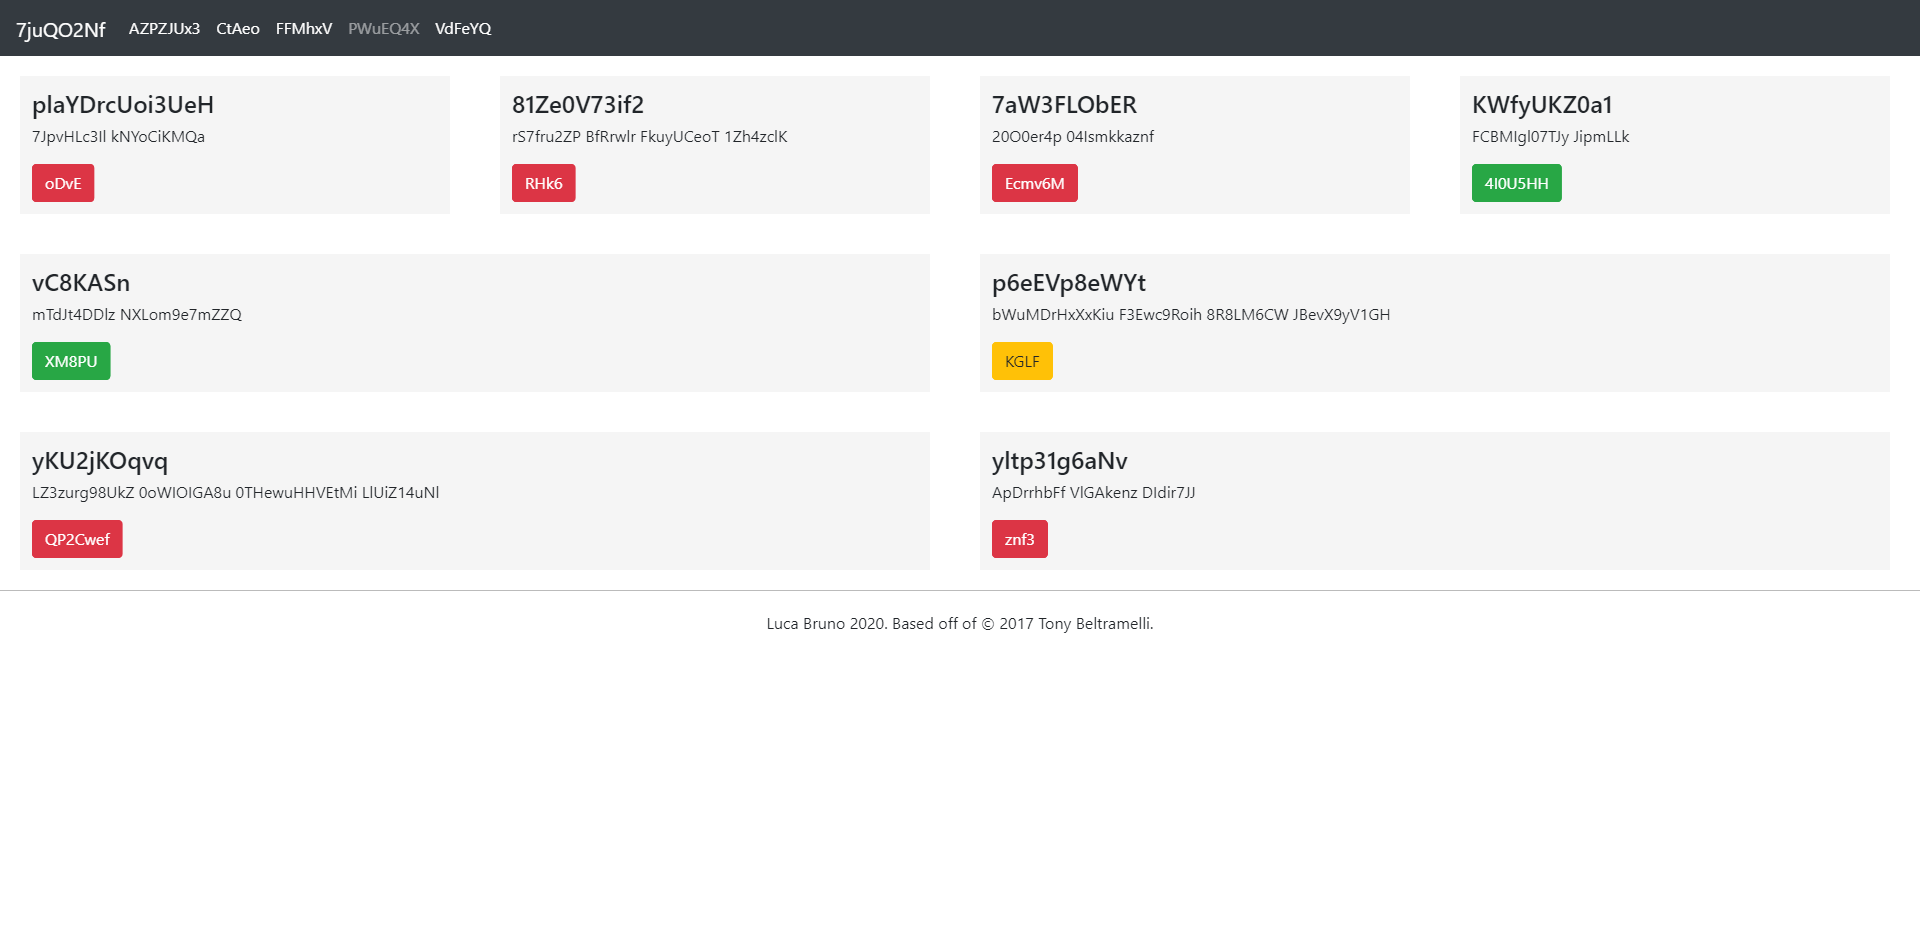 7juQO2Nf AZPZJUx3 CtAeo FFMhxV PWuEQ4X VdFeYQ
plaYDrcUoi3UeH
7JpvHLc3Il kNYoCiKMQa
oDvE
81Ze0V73if2
rS7fru2ZP BfRrwlr FkuyUCeoT 1Zh4zclK
RHk6
7aW3FLObER
20O0er4p 04Ismkkaznf
Ecmv6M
KWfyUKZ0a1
FCBMIgl07TJy JipmLLk
4I0U5HH
vC8KASn
mTdJt4DDlz NXLom9e7mZZQ
XM8PU
p6eEVp8eWYt
bWuMDrHxXxKiu F3Ewc9Roih 8R8LM6CW JBevX9yV1GH
KGLF
yKU2jKOqvq
LZ3zurg98UkZ 0oWIOIGA8u 0THewuHHVEtMi LlUiZ14uNl
QP2Cwef
yltp31g6aNv
ApDrrhbFf VlGAkenz DIdir7JJ
znf3
Luca Bruno 2020. Based off of © 2017 Tony Beltramelli.